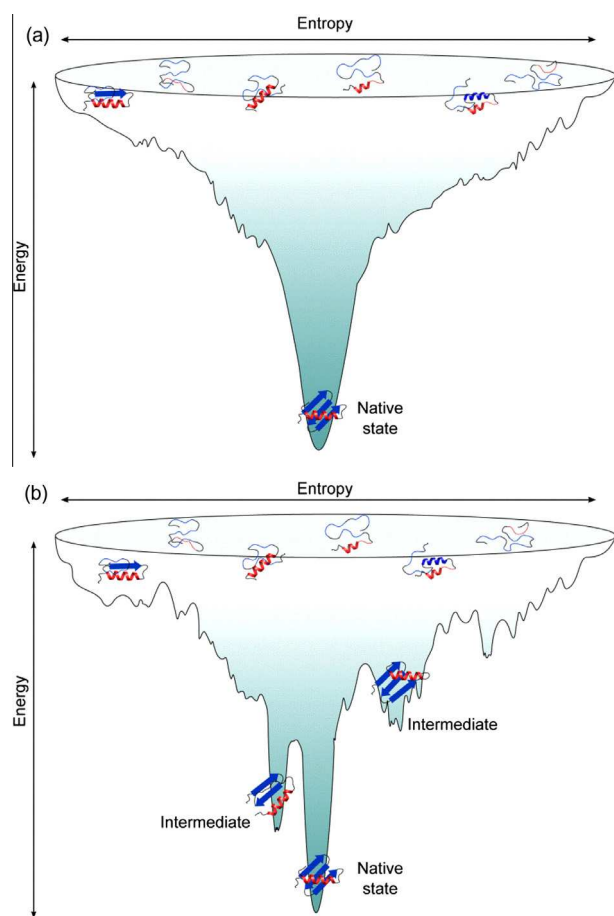 (a)
Entropy
Energy
Native
state
(b)
Entropy
Energy
Intermediate
Intermediate
Native
state